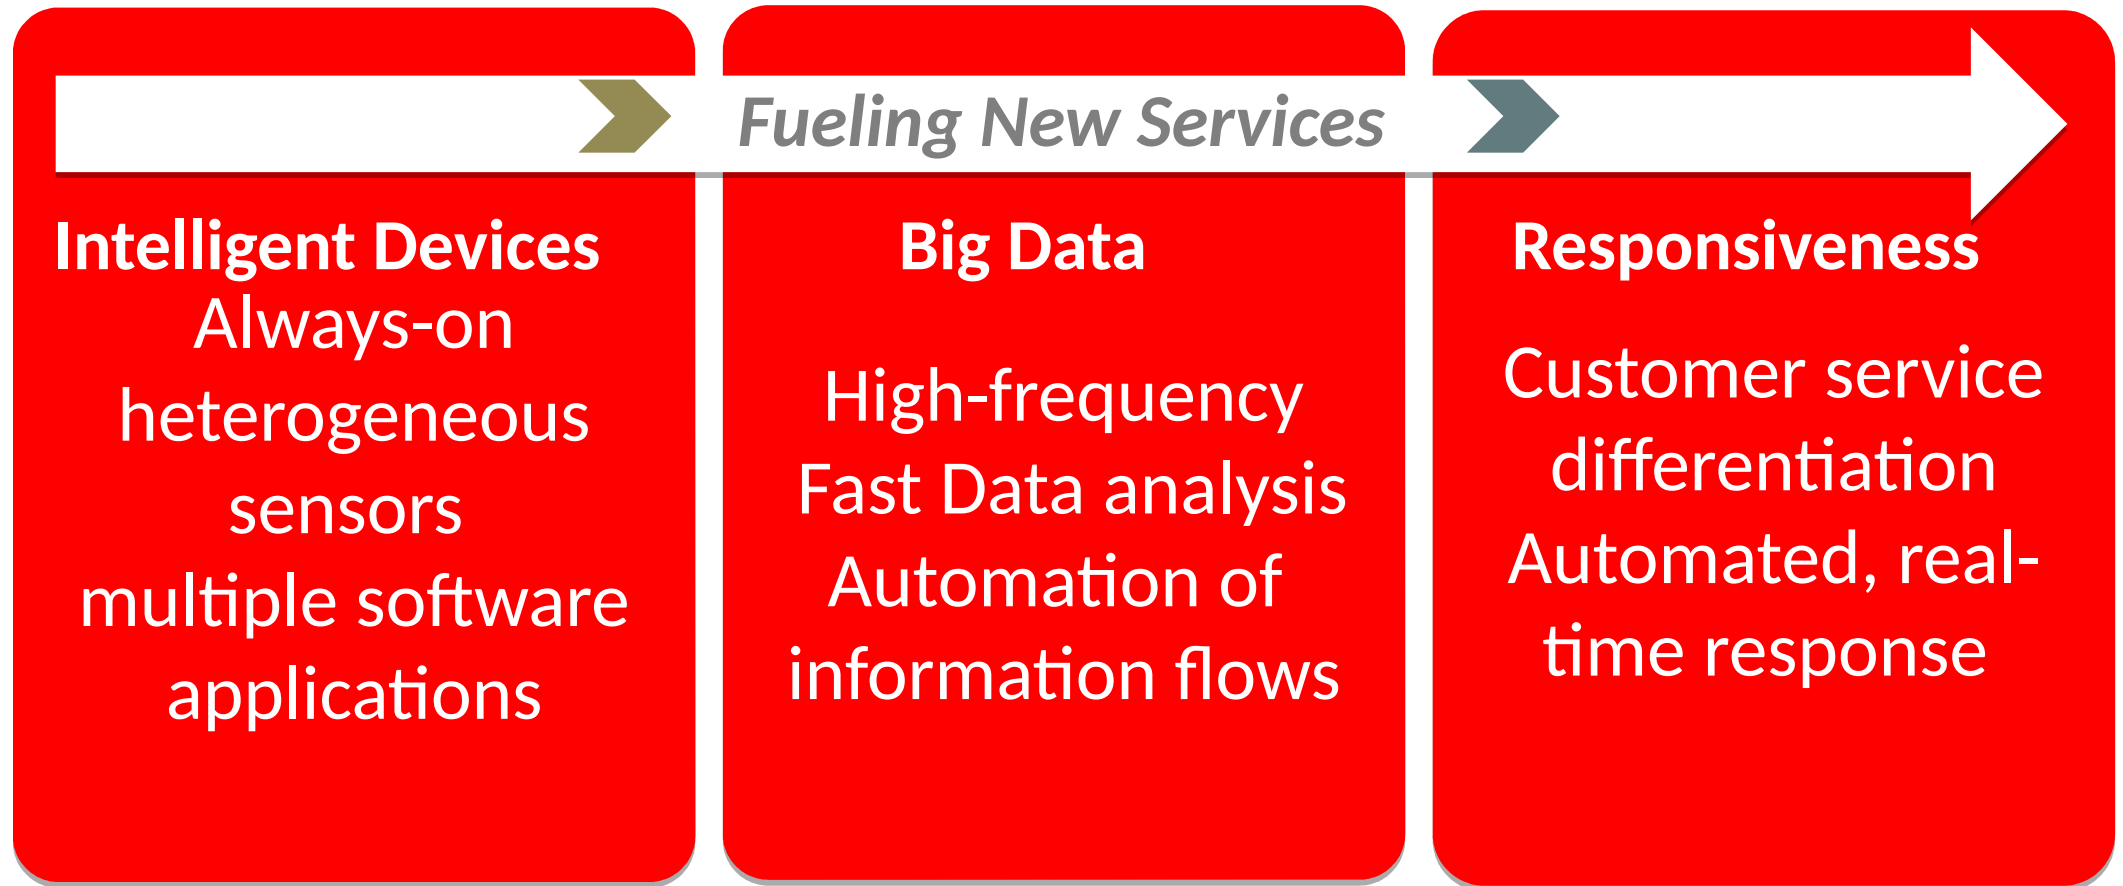 Fueling New Services
Intelligent Devices
Always-on
heterogeneous
sensors
multiple software
applications
Big Data
High-frequency
Fast Data analysis
Automation of
information flows
Responsiveness
Customer service
differentiation
Automated, real-
time response